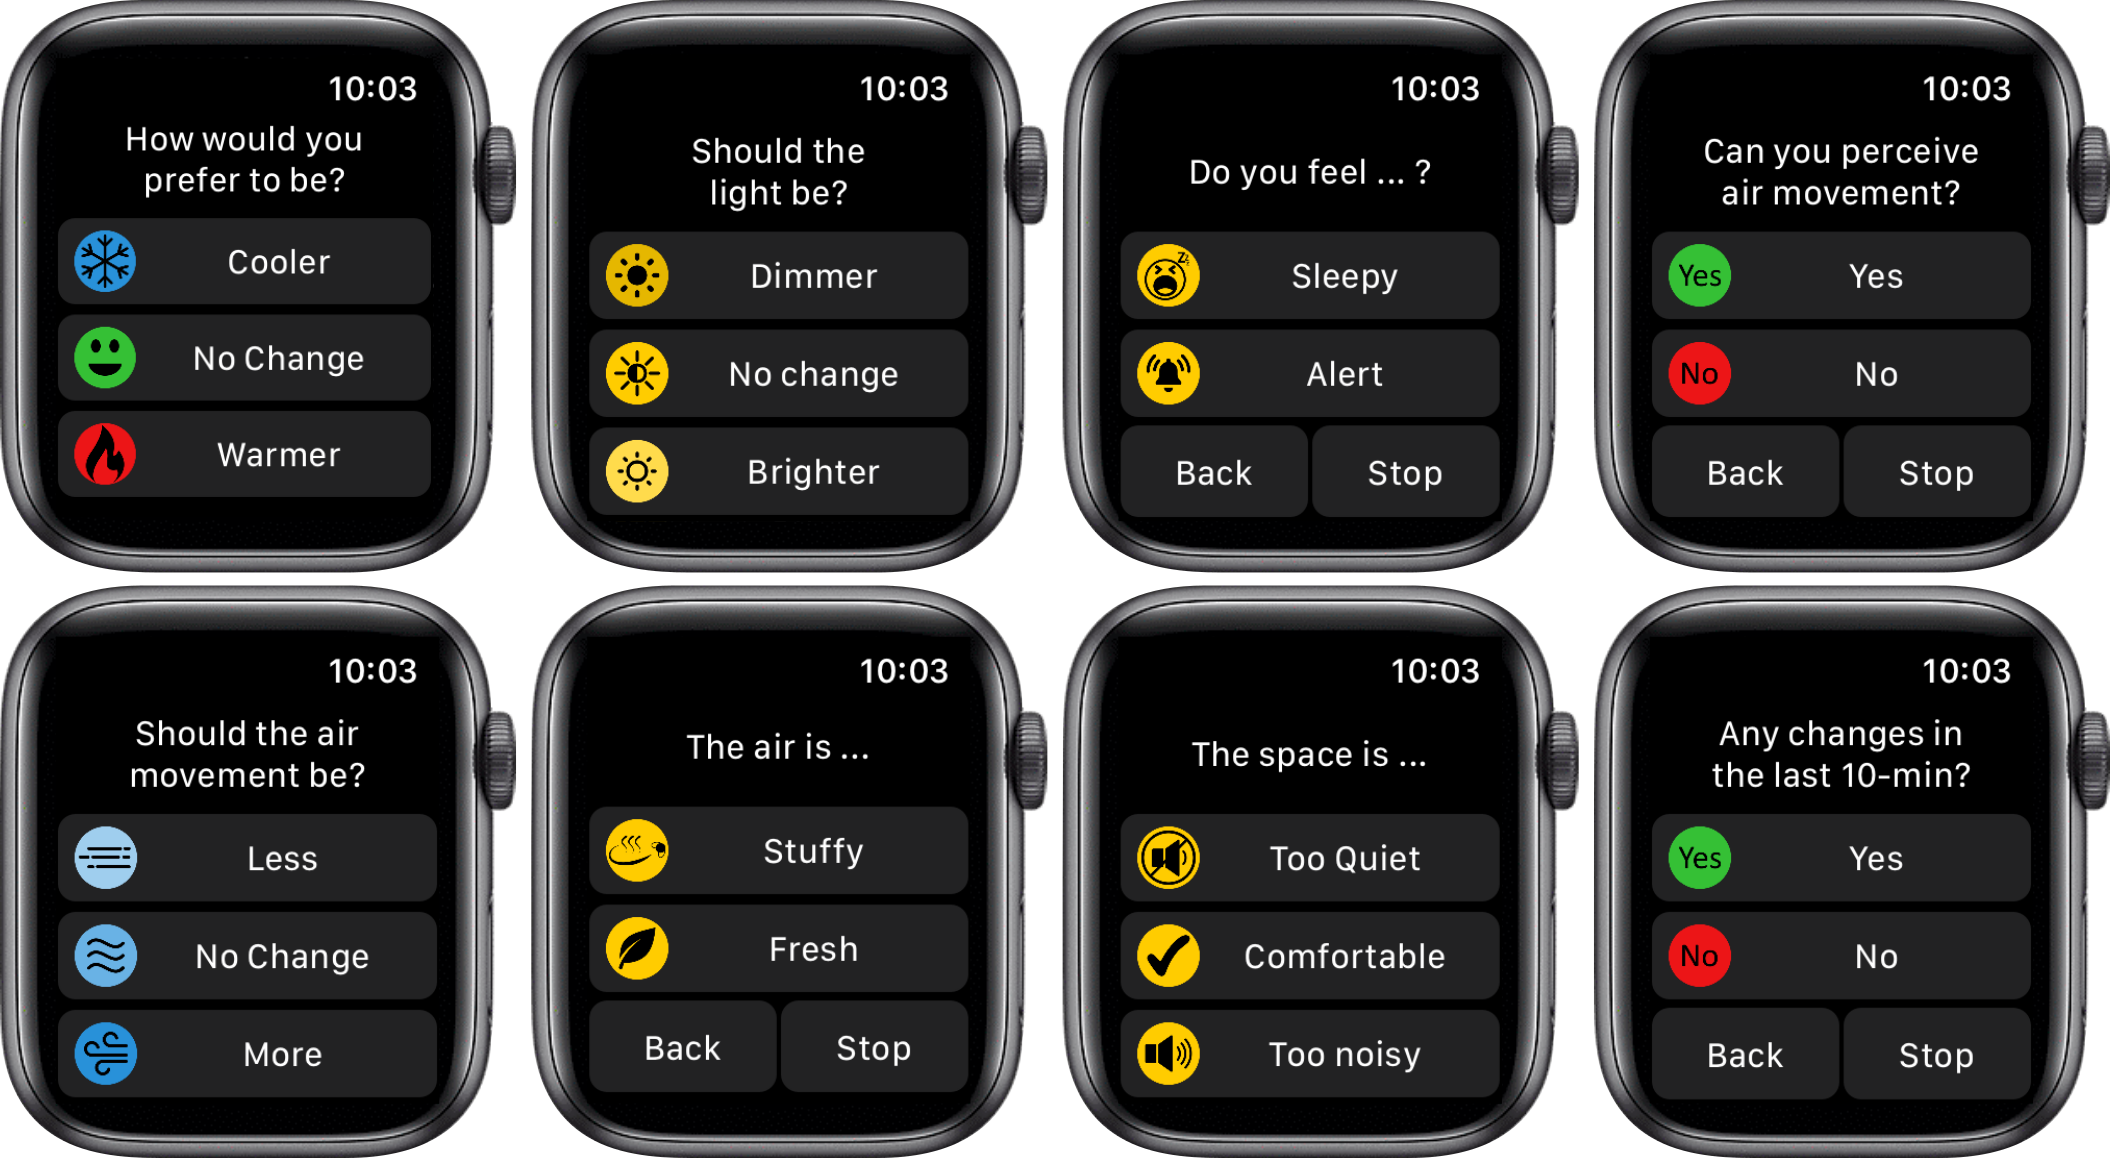 10:03
How would you
prefer to be?
Cooler
No Change
Warmer
10:03
Should the
light be?
Dimmer
No change
Brighter
10:03
Do you feel ... ?
Zz
Sleepy
Alert
Back Stop
10:03
Can you perceive
air movement?
Yes Yes
No No
Back Stop
10:03
Should the air
movement be?
Less
No Change
More
10:03
The air is ...
Stuffy
Fresh
Back Stop
10:03
The space is ...
Too Quiet
Comfortable
Too noisy
10:03
Any changes in
the last 10-min?
Yes Yes
No No
Back Stop